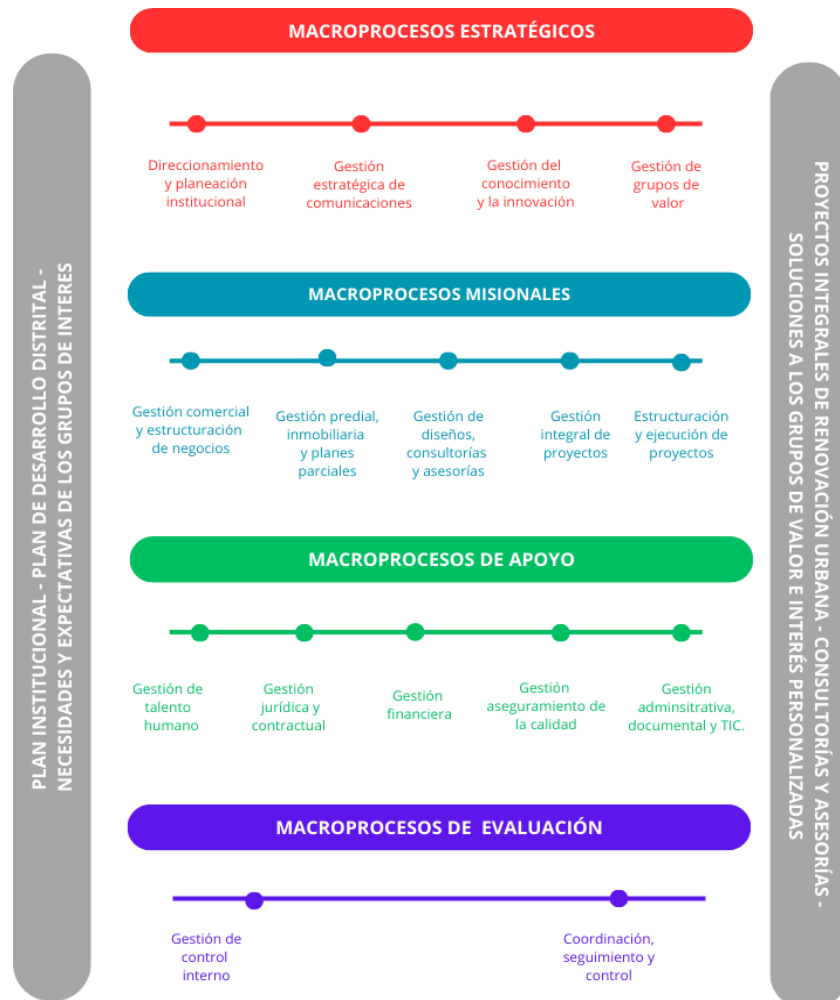 MACROPROCESOS ESTRATÉGICOS
Direccionamiento
y planeación
institucional
Gestión
estratégica de
comunicaciones
Gestión del
conocimiento
y la innovación
Gestión de
grupos de
valor
MACROPROCESOS MISIONALES
Gestión comercial
y estructuración
de negocios
Gestión predial,
inmobiliaria
y planes
parciales
Gestión de
diseños,
consultorías
y asesorías
Gestión
integral de
proyectos
Estructuración
y ejecución de
proyectos
MACROPROCESOS DE APOYO
Gestión de
talento
humano
Gestión
jurídica y
contractual
Gestión
financiera
Gestión
aseguramiento de
la calidad
Gestión
adminsitrativa,
documental y TIC.
MACROPROCESOS DE EVALUACIÓN
Gestión de
control
interno
Coordinación,
seguimiento y
control
PLAN INSTITUCIONAL - PLAN DE DESARROLLO DISTRITAL -
NECESIDADES Y EXPECTATIVAS DE LOS GRUPOS DE INTERES
PROYECTOS INTEGRALES DE RENOVACIÓN URBANA - CONSULTORÍAS Y ASESORÍAS -
SOLUCIONES A LOS GRUPOS DE VALOR E INTERÉS PERSONALIZADAS